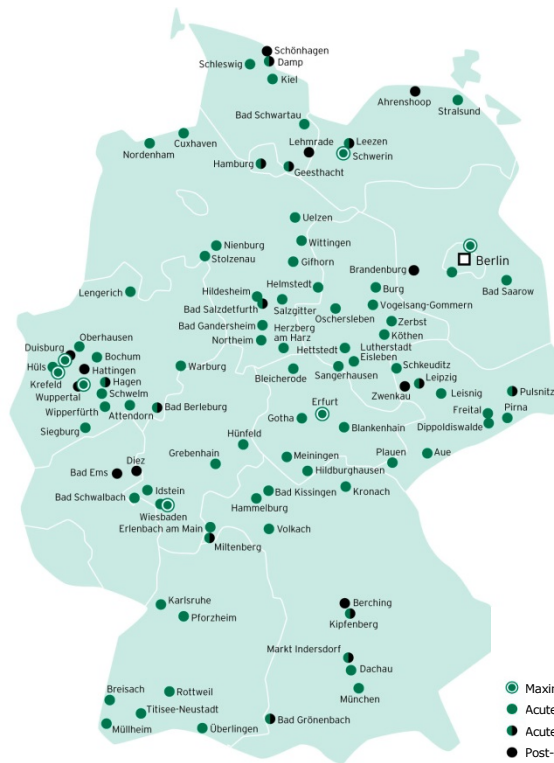 Schönhagen
Damp
Schleswig
Kiel
Ahrenshoop
Stralsund
Bad Schwartau
Cuxhaven
Nordenham
Lehmrade
Leezen
Schwerin
Hamburg
Geesthacht
Uelzen
Wittingen
Nienburg
Stolzenau
Gifhorn
Berlin
Brandenburg
Bad Saarow
Helmstedt
Burg
Lengerich
Hildesheim
Bad Salzdetfurth
Salzgitter
Vogelsang-Gommern
Oschersleben
Zerbst
Bad Gandersheim
Northeim
Herzberg
am Harz
Köthen
Hettstedt
Lutherstadt
Eisleben
Oberhausen
Duisburg
Bochum
Hüls
Hattingen
Krefeld
Hagen
Wuppertal
Schwelm
Wipperfürth
Attendorn
Siegburg
Warburg
Bad Berleburg
Bleicherode
Sangerhausen
Schkeuditz
Leipzig
Zwenkau
Leisnig
Pulsnitz
Freital
Pirna
Dippoldiswalde
Erfurt
Gotha
Blankenhain
Hünfeld
Grebenhain
Meiningen
Hildburghausen
Plauen
Aue
Diez
Bad Ems
Idstein
Bad Schwalbach
Wiesbaden
Bad Kissingen
Hammelburg
Kronach
Erlenbach am Main
Miltenberg
Volkach
Karlsruhe
Pforzheim
Berching
Kipfenberg
Markt Indersdorf
Dachau
München
Breisach
Rottweil
Titisee-Neustadt
Müllheim
Überlingen
Bad Grönenbach
Maxin
Acute
Acute
Post-